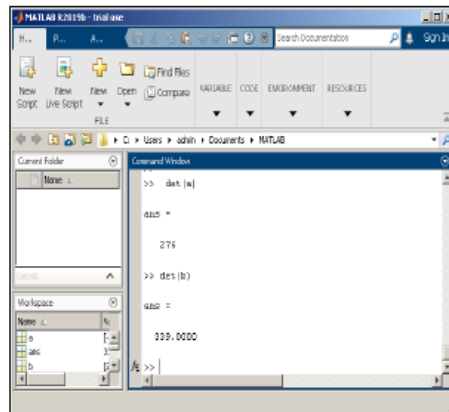 MATLAB R2019b - trial use
H... P... A... Search Documentation Sign In
New Script New Live Script New Open Find Files Compare VARIABLE CODE ENVIRONMENT RESOURCES
FILE
Users ▸ admin ▸ Documents ▸ MATLAB
Current Folder Command Window
Name
>> det(a)
ans =
276
Details
>> det(b)
Workspace
ans =
Name
a
339.0000
ans
b
fx >>